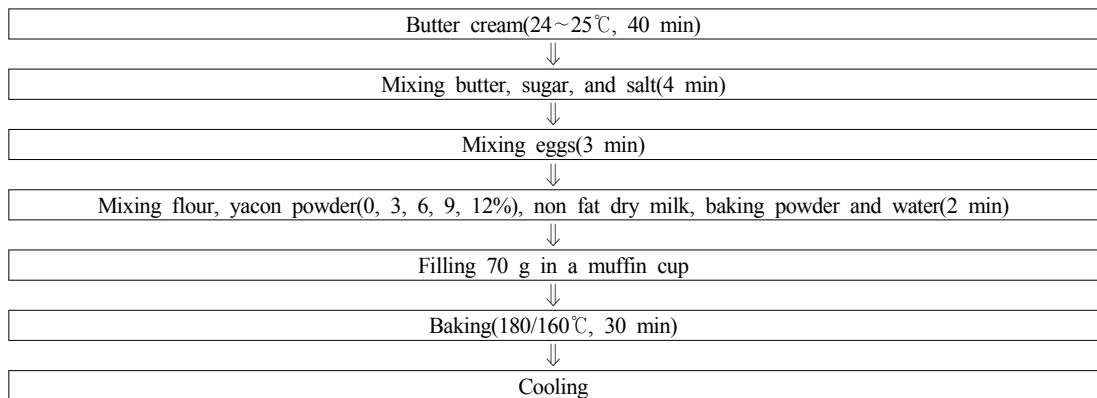 Butter cream(24~25℃, 40 min)
⇓
Mixing butter, sugar, and salt(4 min)
⇓
Mixing eggs(3 min)
⇓
Mixing flour, yacon powder(0, 3, 6, 9, 12%), non fat dry milk, baking powder and water(2 min)
⇓
Filling 70 g in a muffin cup
⇓
Baking(180/160℃, 30 min)
⇓
Cooling